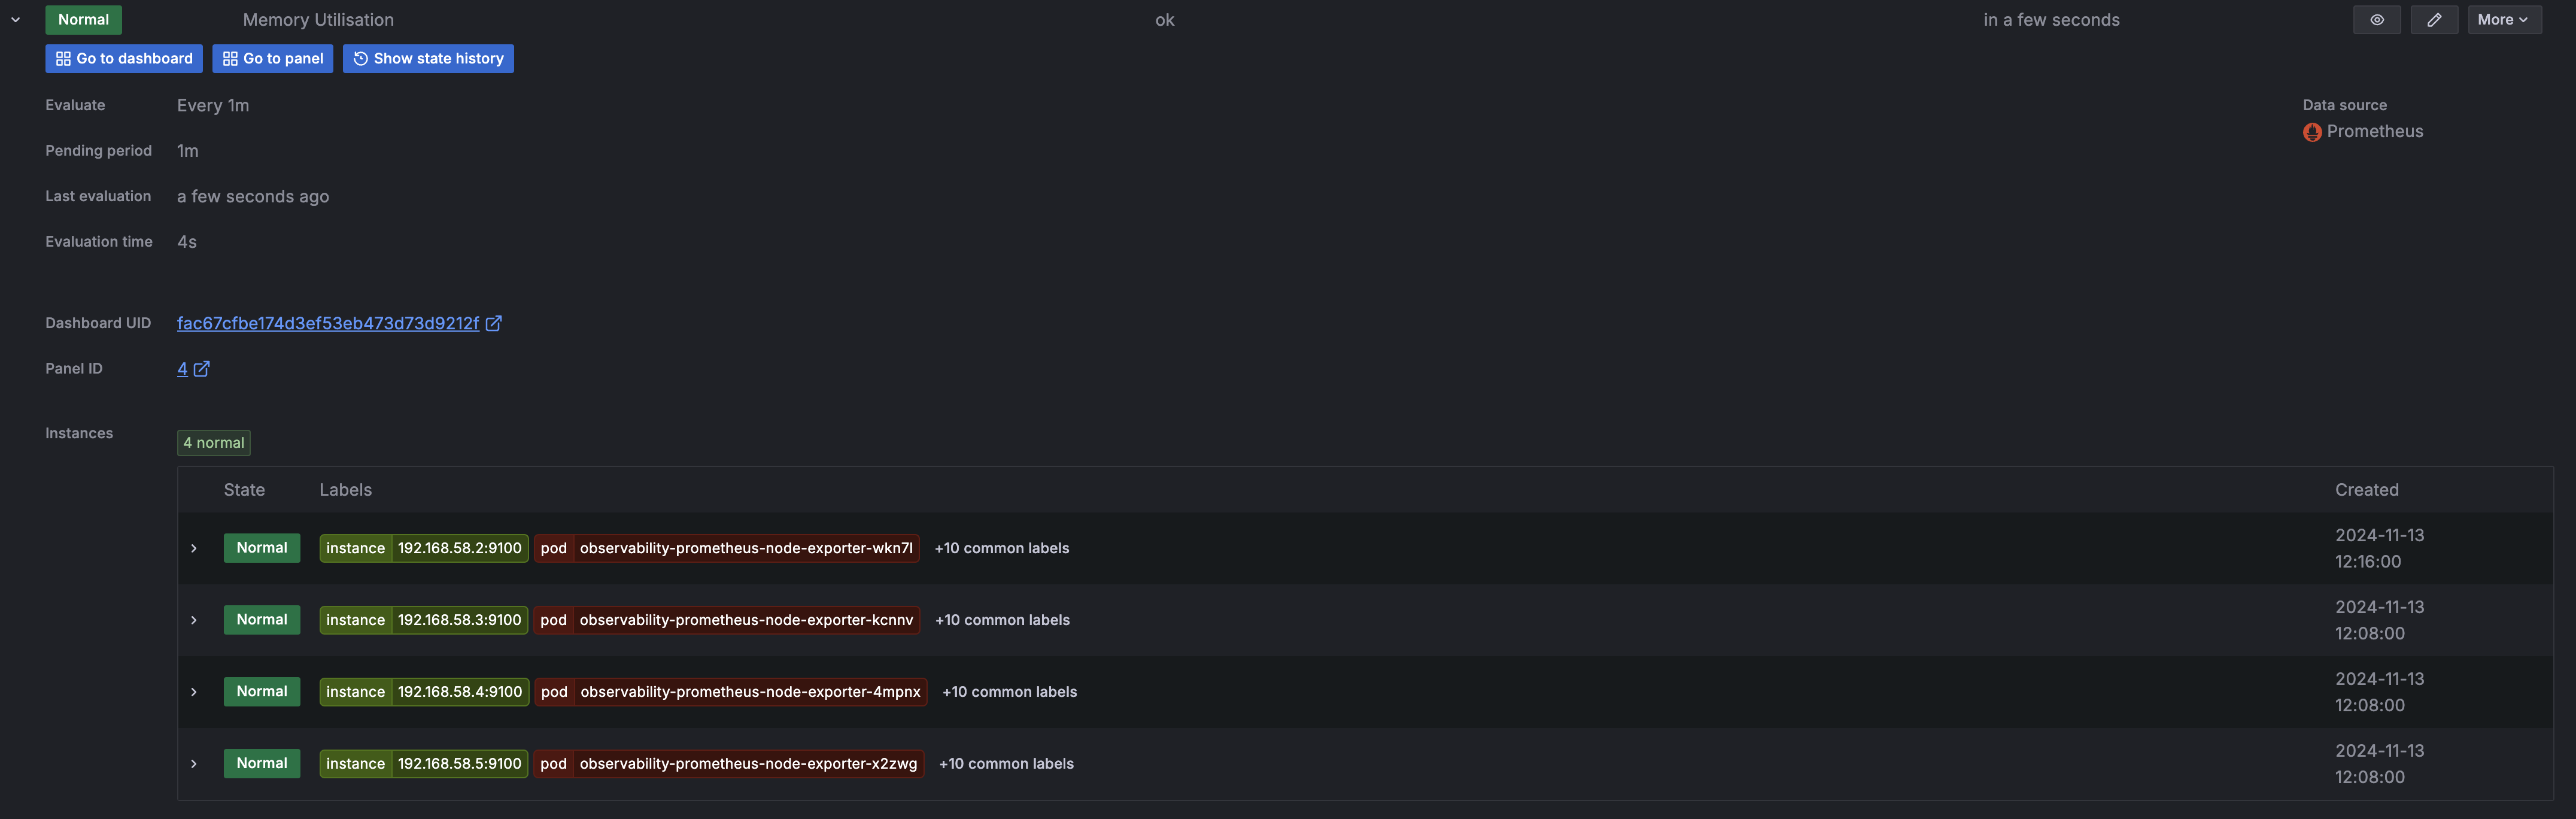 Normal Memory Utilisation ok in a few seconds More
Go to dashboard Go to panel Show state history
Evaluate Every 1m Data source
Prometheus
Pending period 1m
Last evaluation a few seconds ago
Evaluation time 4s
Dashboard UID fac67cfbe174d3ef53eb473d73d9212f
Panel ID 4
Instances 4 normal
State Labels Created
Normal instance 192.168.58.2:9100 pod observability-prometheus-node-exporter-wkn7l +10 common labels 2024-11-13
12:16:00
Normal instance 192.168.58.3:9100 pod observability-prometheus-node-exporter-kcnnv +10 common labels 2024-11-13
12:08:00
Normal instance 192.168.58.4:9100 pod observability-prometheus-node-exporter-4mpnx +10 common labels 2024-11-13
12:08:00
Normal instance 192.168.58.5:9100 pod observability-prometheus-node-exporter-x2zwg +10 common labels 2024-11-13
12:08:00